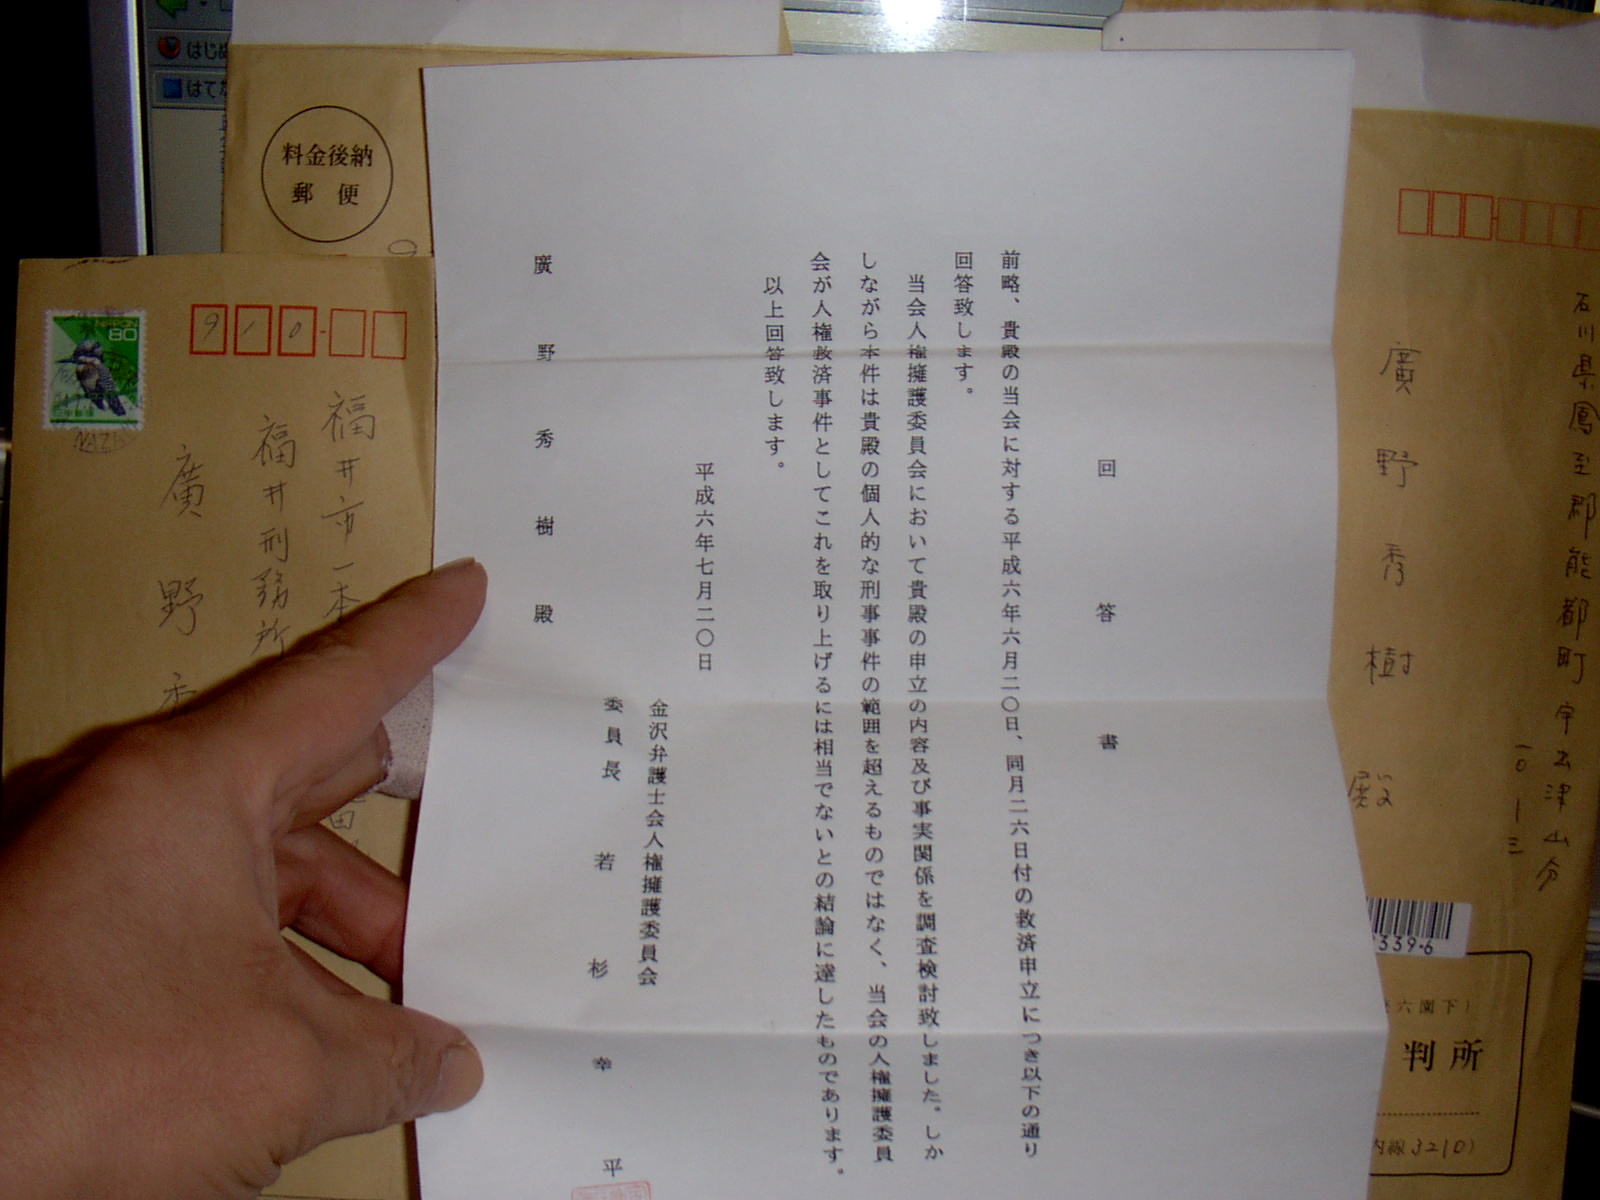 回答書
前略、貴殿の当会に対する平成六年六月二〇日、同月二六日付の救済申立につき以下の通り
回答致します。
当会人権擁護委員会において貴殿の申立の内容及び事実関係を調査検討致しました。しか
しながら本件は貴殿の個人的な刑事事件の範囲を超えるものではなく、当会の人権擁護委員
会が人権救済事件としてこれを取り上げるには相当でないとの結論に達したものであります。
以上回答致します。
平成六年七月二〇日
金沢弁護士会人権擁護委員会
委員長 若杉幸平
廣野秀樹殿
石川県鳳至郡能都町字
一〇一三
廣野秀樹殿
339-6
六園下)
判所
内線3210)
料金後納
郵便
NIPPON
80
910-
福井市一本
福井刑務所
廣野秀
はじめ
はてな